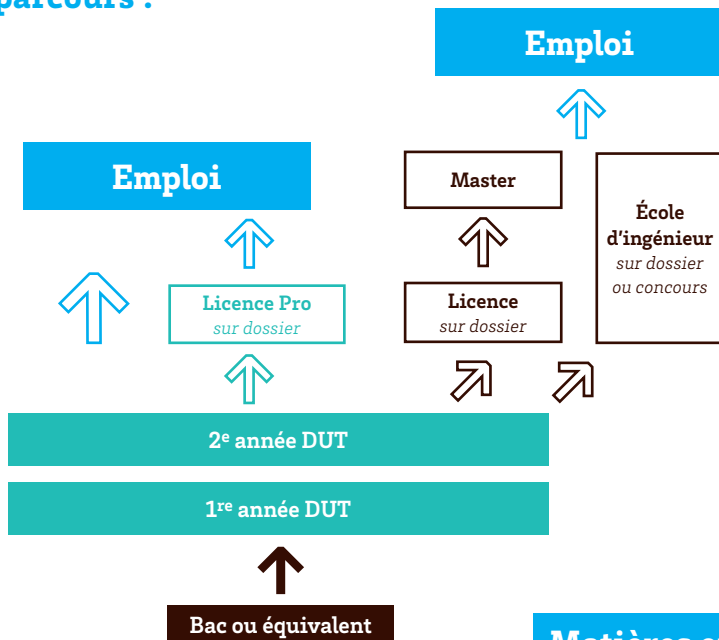 parcours :
Emploi
Emploi
Master
École
d'ingénieur
sur dossier
ou concours
Licence Pro
sur dossier
Licence
sur dossier
2e année DUT
1re année DUT
Bac ou équivalent